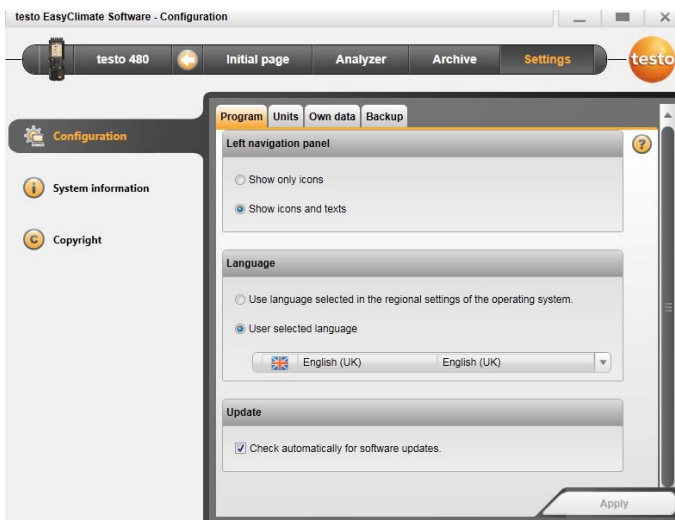 testo EasyClimate Software - Configuration
testo 480 Initial page Analyzer Archive Settings testo
Configuration
System information
Copyright
Program Units Own data Backup
Left navigation panel
Show only icons
Show icons and texts
Language
Use language selected in the regional settings of the operating system.
User selected language
English (UK) English (UK)
Update
Check automatically for software updates.
Apply